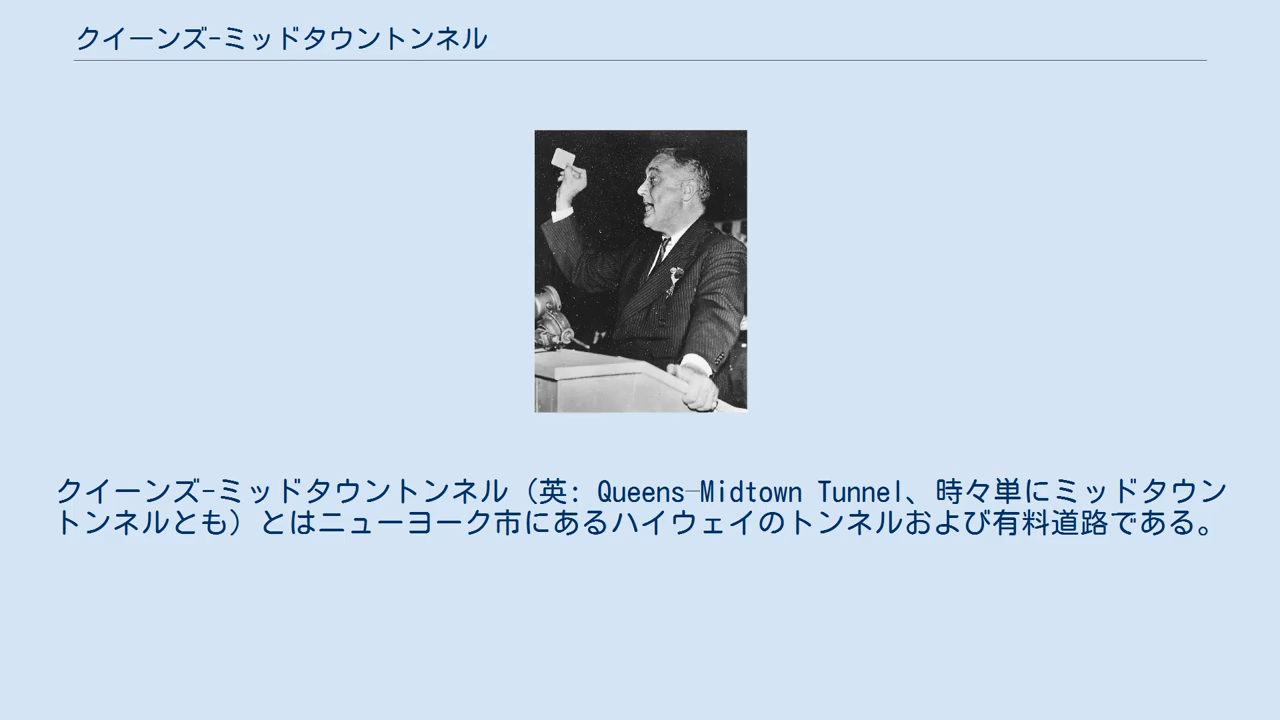 クイーンズ-ミッドタウントンネル
クイーンズ-ミッドタウントンネル（英: Queens–Midtown Tunnel、時々単にミッドタウン
トンネルとも）とはニューヨーク市にあるハイウェイのトンネルおよび有料道路である。